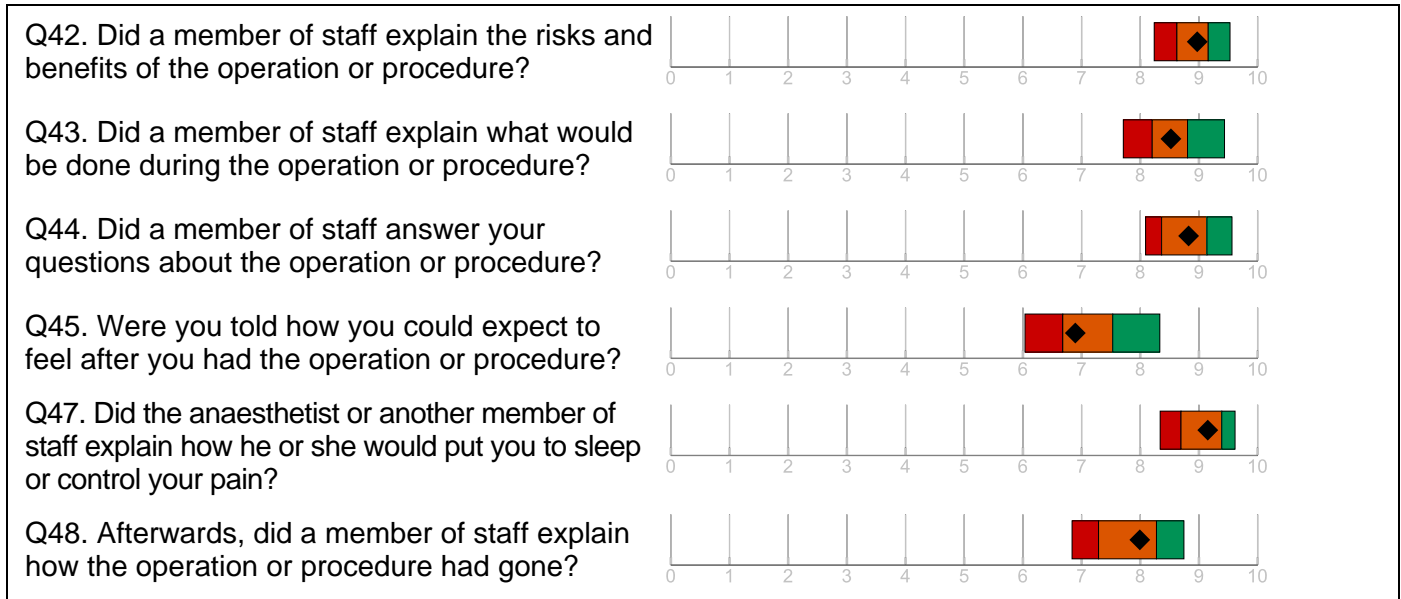 Q42. Did a member of staff explain the risks and
benefits of the operation or procedure?
0 1 2 3 4 5 6 7 8 9 10
Q43. Did a member of staff explain what would
be done during the operation or procedure?
0 1 2 3 4 5 6 7 8 9 10
Q44. Did a member of staff answer your
questions about the operation or procedure?
0 1 2 3 4 5 6 7 8 9 10
Q45. Were you told how you could expect to
feel after you had the operation or procedure?
0 1 2 3 4 5 6 7 8 9 10
Q47. Did the anaesthetist or another member of
staff explain how he or she would put you to sleep
or control your pain?
0 1 2 3 4 5 6 7 8 9 10
Q48. Afterwards, did a member of staff explain
how the operation or procedure had gone?
0 1 2 3 4 5 6 7 8 9 10